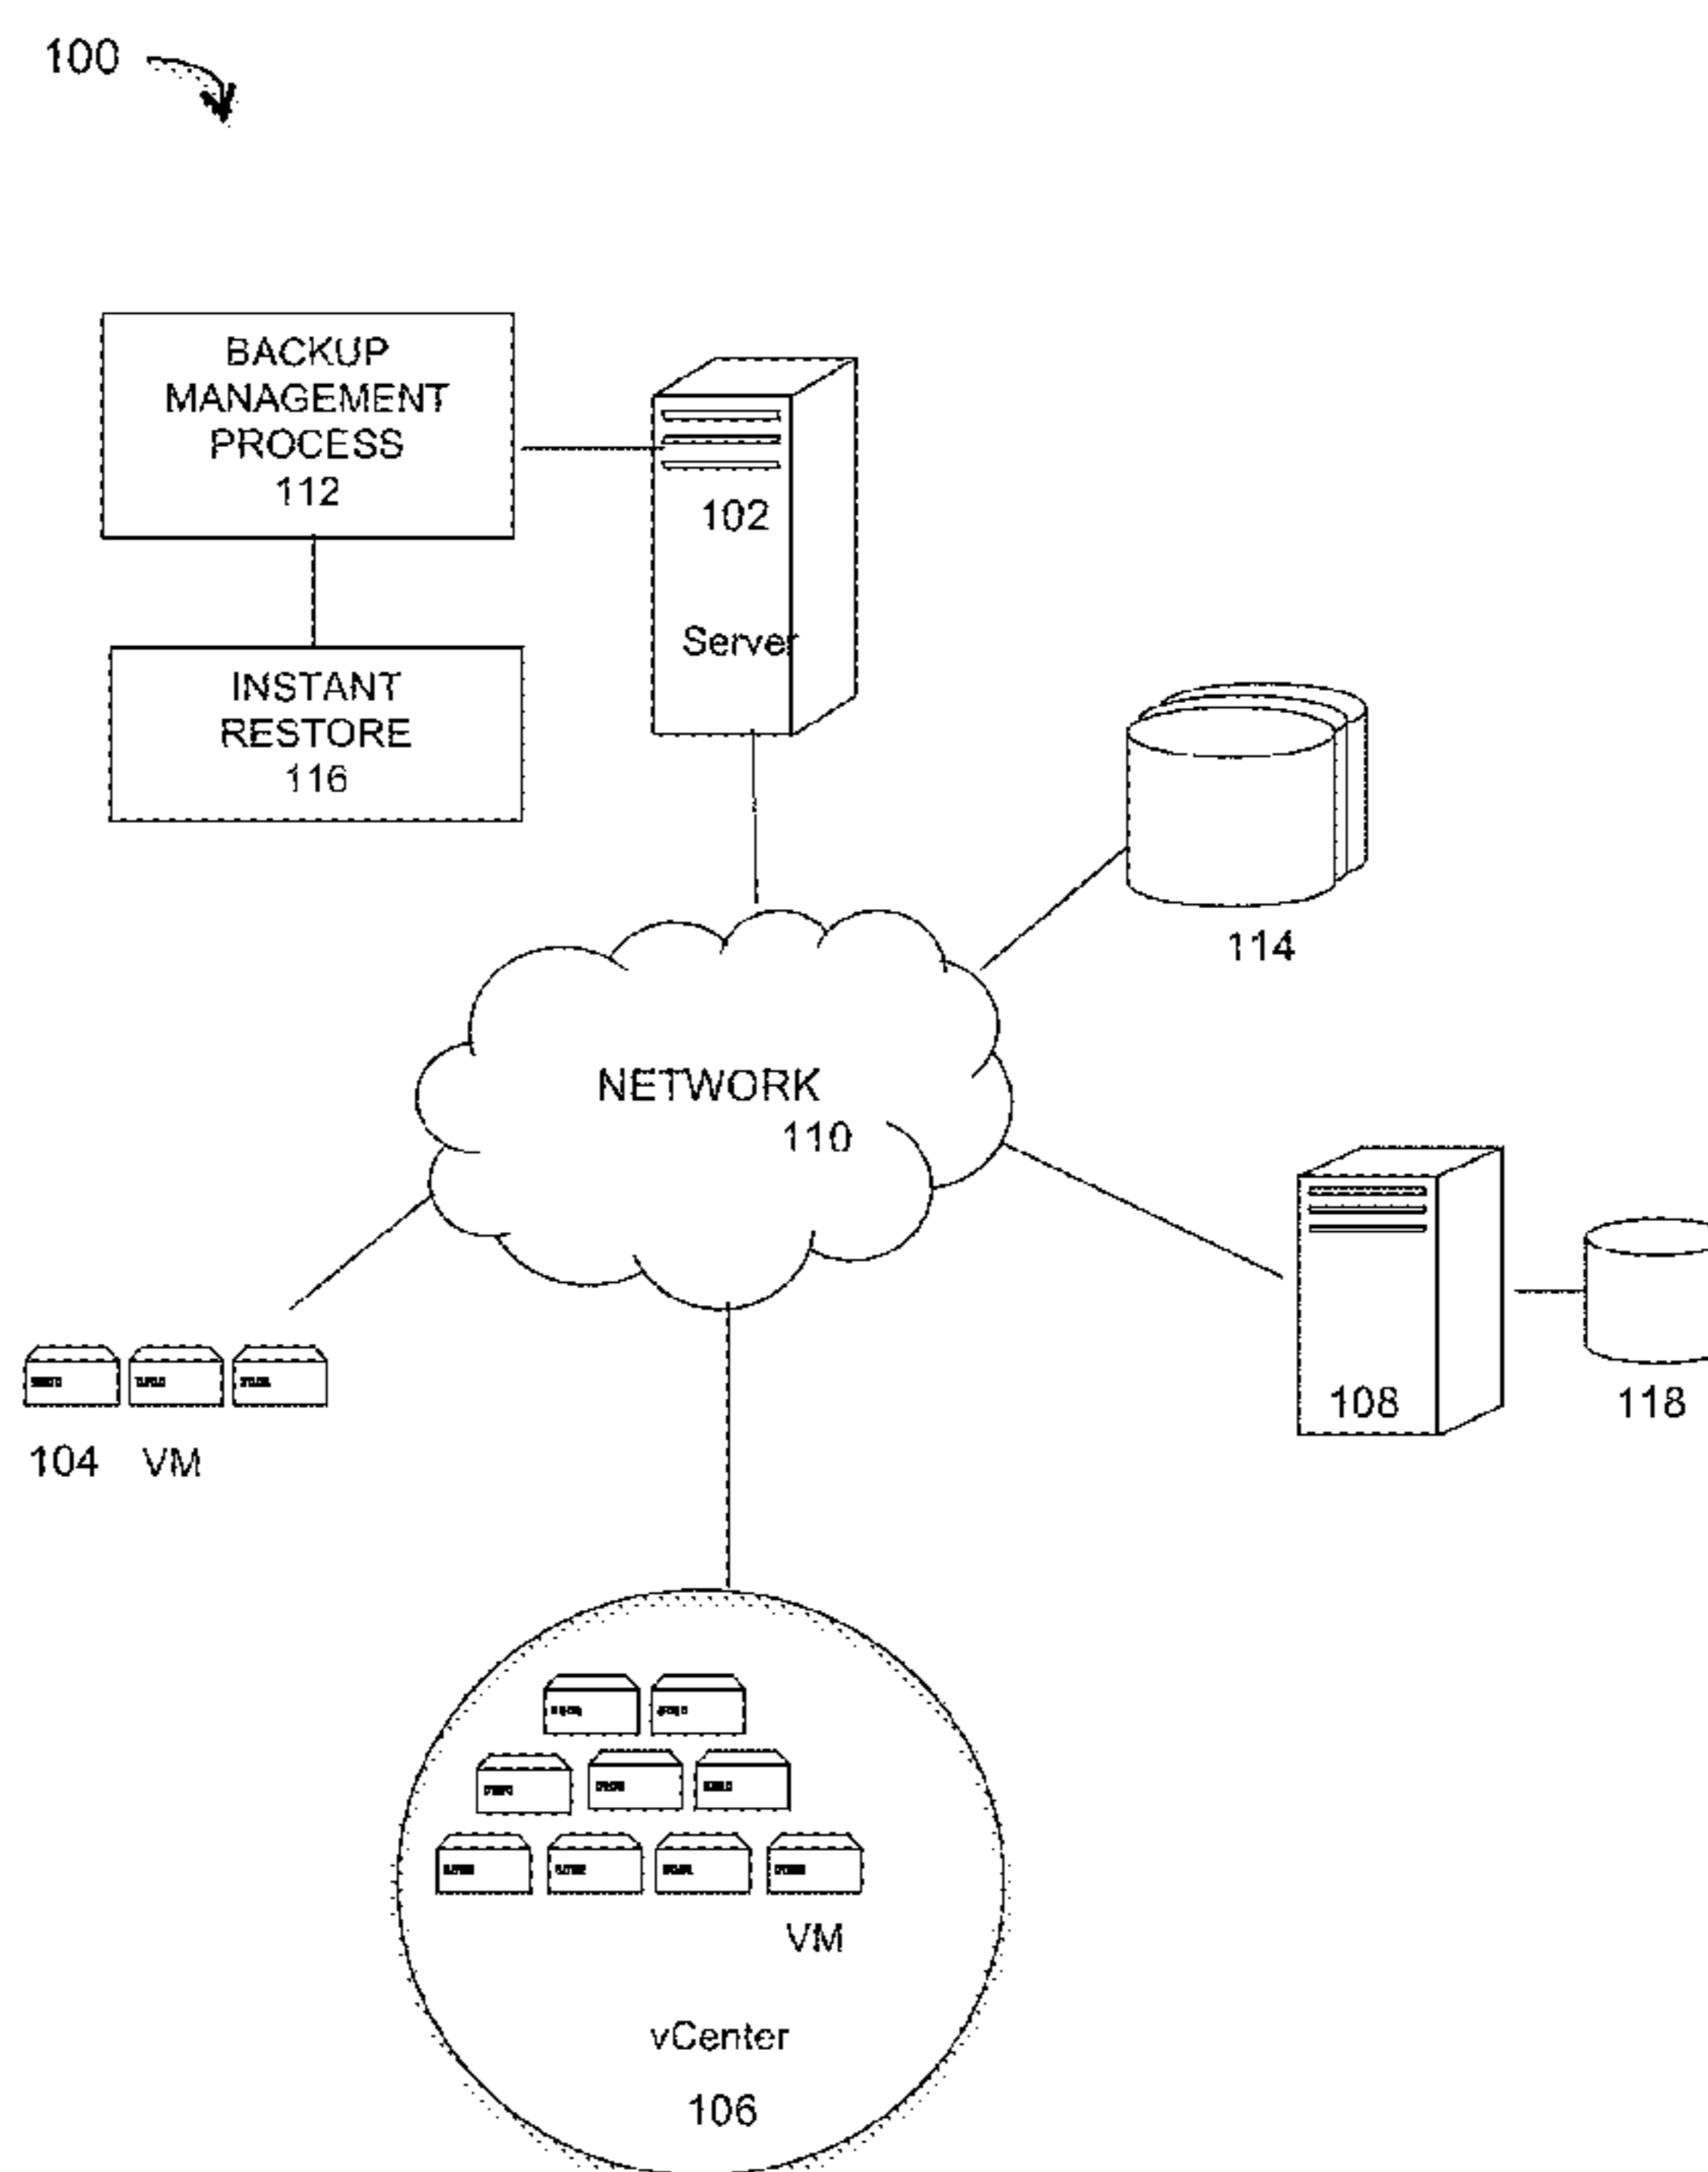 100
BACKUP
MANAGEMENT
PROCESS
112
102
Server
INSTANT
RESTORE
116
114
NETWORK
110
108
118
104 VM
VM
vCenter
106